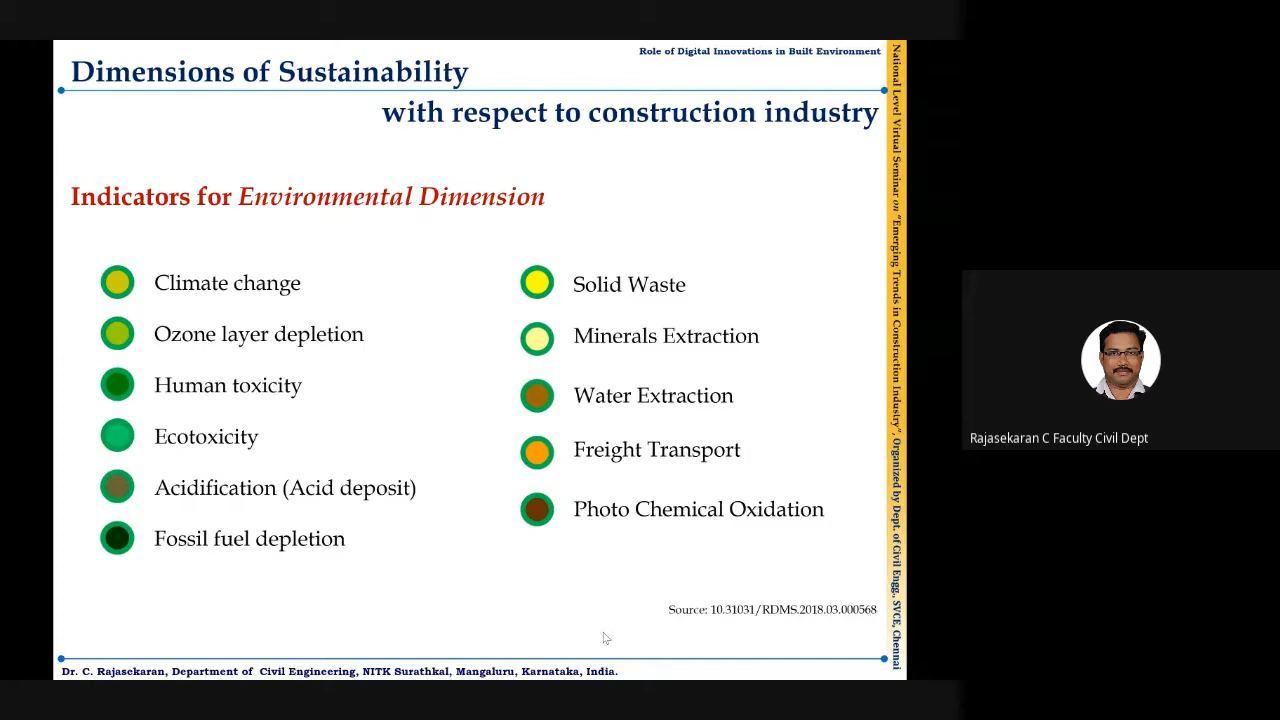 Role of Digital Innovations in Built Environment
Dimensions of Sustainability
with respect to construction industry
Indicators for Environmental Dimension
Climate change
Ozone layer depletion
Human toxicity
Ecotoxicity
Acidification (Acid deposit)
Fossil fuel depletion
Solid Waste
Minerals Extraction
Water Extraction
Freight Transport
Photo Chemical Oxidation
Source: 10.31031/RDMS.2018.03.000568
Dr. C. Rajasekaran, Department of Civil Engineering, NITK Surathkal, Mangaluru, Karnataka, India.
National Level Virtual Seminar on "Emerging Trends in Construction Industry", Organized by Dept. of Civil Engg., SVCE, Chennai
Rajasekaran C Faculty Civil Dept